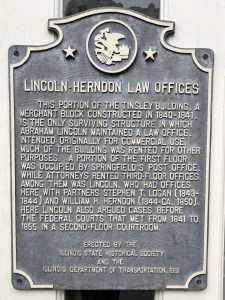 LINCOLN-HERNDON LAW OFFICES
THIS PORTION OF THE TINSLEY BUILDING, A
MERCHANT BLOCK CONSTRUCTED IN 1840-1841,
IS THE ONLY SURVIVING STRUCTURE IN WHICH
ABRAHAM LINCOLN MAINTAINED A LAW OFFICE.
INTENDED ORIGINALLY FOR COMMERCIAL USE,
MUCH OF THE BUILDING WAS RENTED FOR OTHER
PURPOSES. A PORTION OF THE FIRST FLOOR
WAS OCCUPIED BY SPRINGFIELD'S POST OFFICE,
WHILE ATTORNEYS RENTED THIRD-FLOOR OFFICES.
AMONG THEM WAS LINCOLN, WHO HAD OFFICES
HERE WITH PARTNERS STEPHEN T. LOGAN (1843-
1844) AND WILLIAM H. HERNDON (1844-CA. 1850).
HERE LINCOLN ALSO ARGUED CASES BEFORE
THE FEDERAL COURTS THAT MET FROM 1841 TO
1855 IN A SECOND-FLOOR COURTROOM.
ERECTED BY THE
ILLINOIS STATE HISTORICAL SOCIETY
AND THE
ILLINOIS DEPARTMENT OF TRANSPORTATION, 1991